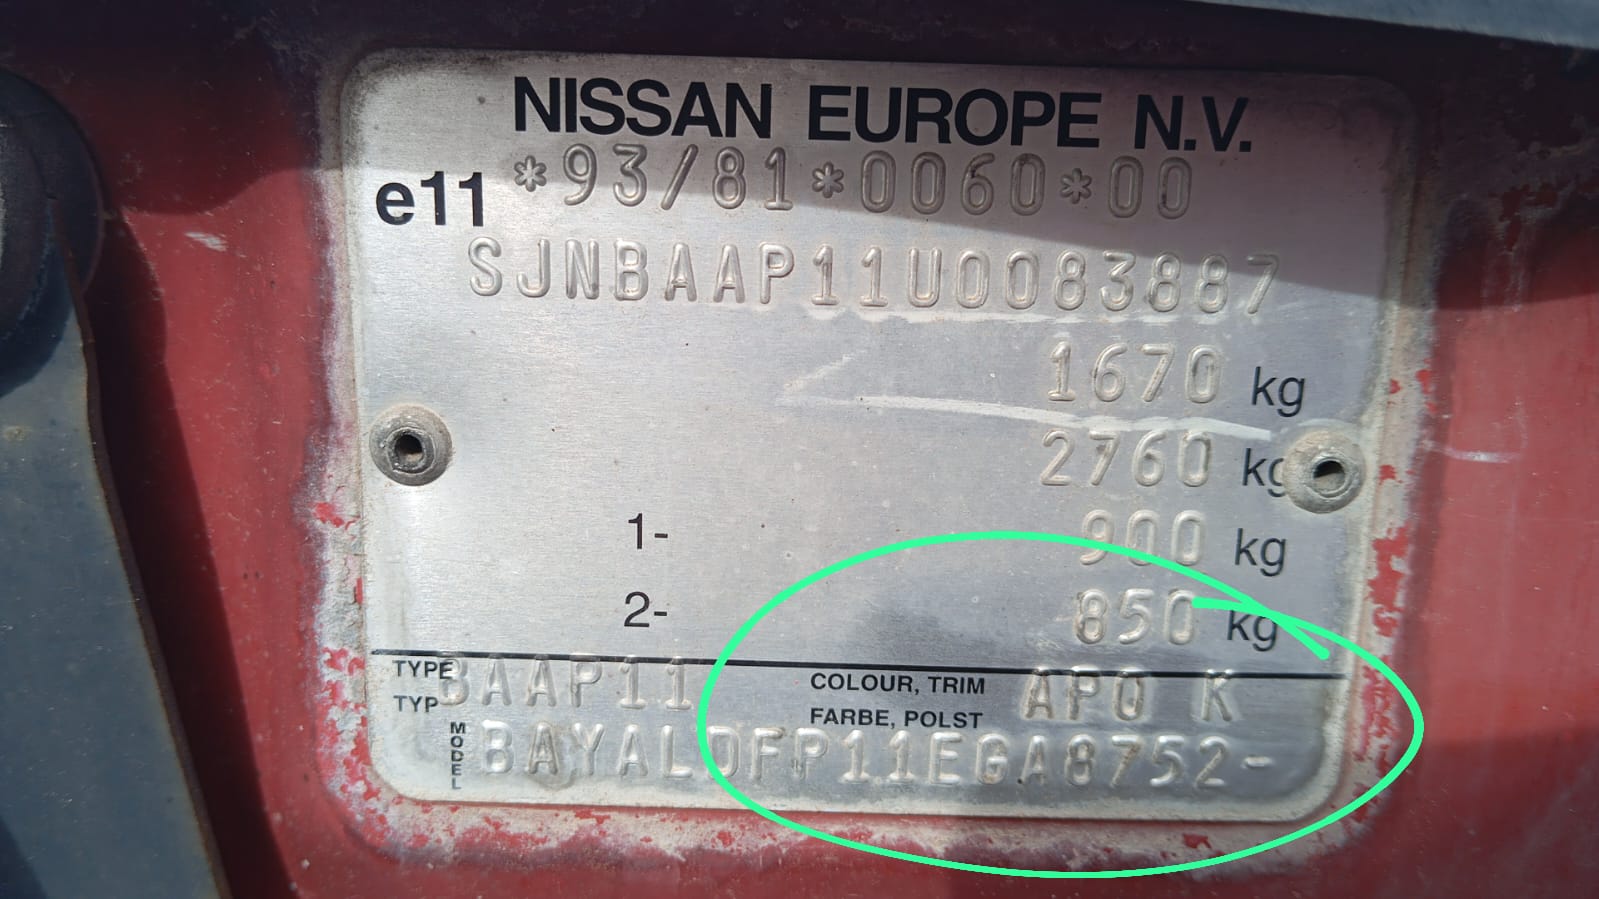 NISSAN EUROPE N.V.
e11 *93/81*0060*00
SJNBAAP11U0083887
1670 kg
2760 kg
1- 900 kg
2- 850 kg
TYPE BAAP11 COLOUR, TRIM AP0 K
TYP FARBE, POLST
MODEL BAYALDFP11EGA8752-